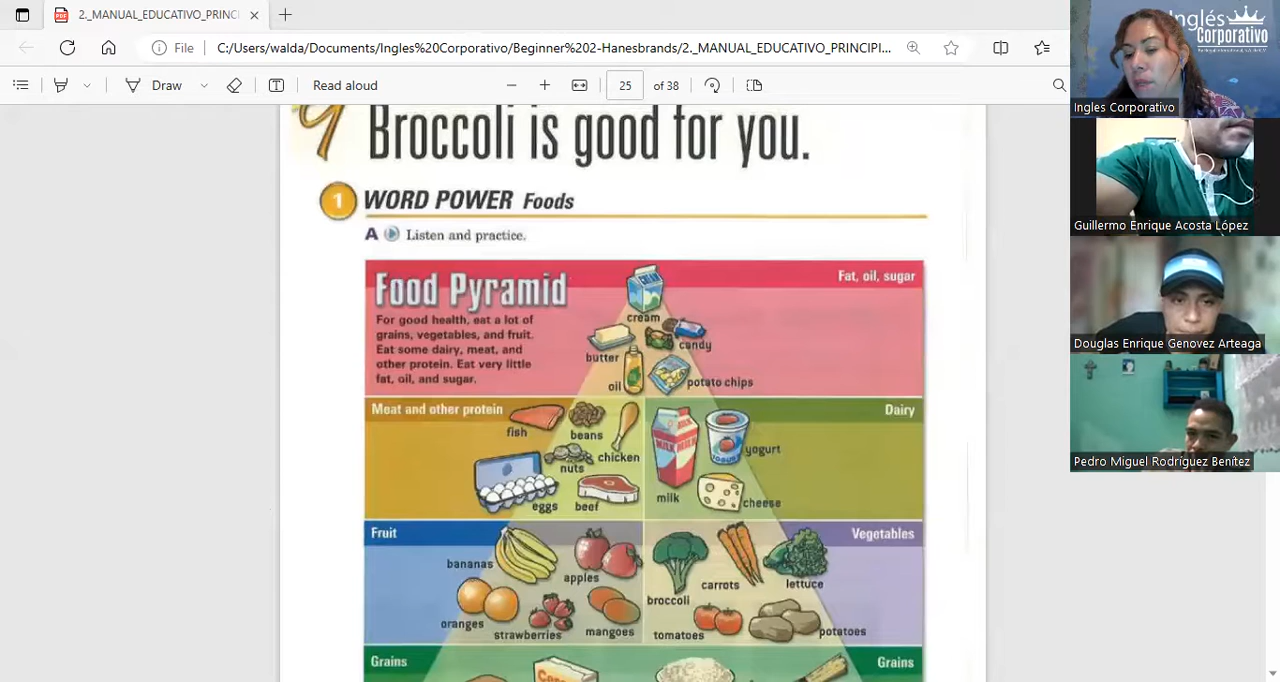 2._MANUAL_EDUCATIVO_PRINCI
File
C:/Users/walda/Documents/Ingles%20Corporativo/Beginner%202-Hanesbrands/2._MANUAL_EDUCATIVO_PRINCIPI...
Draw
Read aloud
25
of 38
9
Broccoli is good for you.
1
WORD POWER Foods
A
Listen and practice.
Food Pyramid
Fat, oil, sugar
For good health, eat a lot of
grains, vegetables, and fruit.
Eat some dairy, meat, and
other protein. Eat very little
fat, oil, and sugar.
cream
butter
candy
oil
potato chips
Meat and other protein
Dairy
fish
beans
chicken
nuts
eggs
beef
MILK
milk
yogurt
cheese
Fruit
Vegetables
bananas
apples
oranges
strawberries
mangoes
broccoli
carrots
lettuce
tomatoes
potatoes
Grains
Grains
Inglés
Corporativo
Ingles Corporativo
Guillermo Enrique Acosta López
Douglas Enrique Genovez Arteaga
Pedro Miguel Rodríguez Benítez